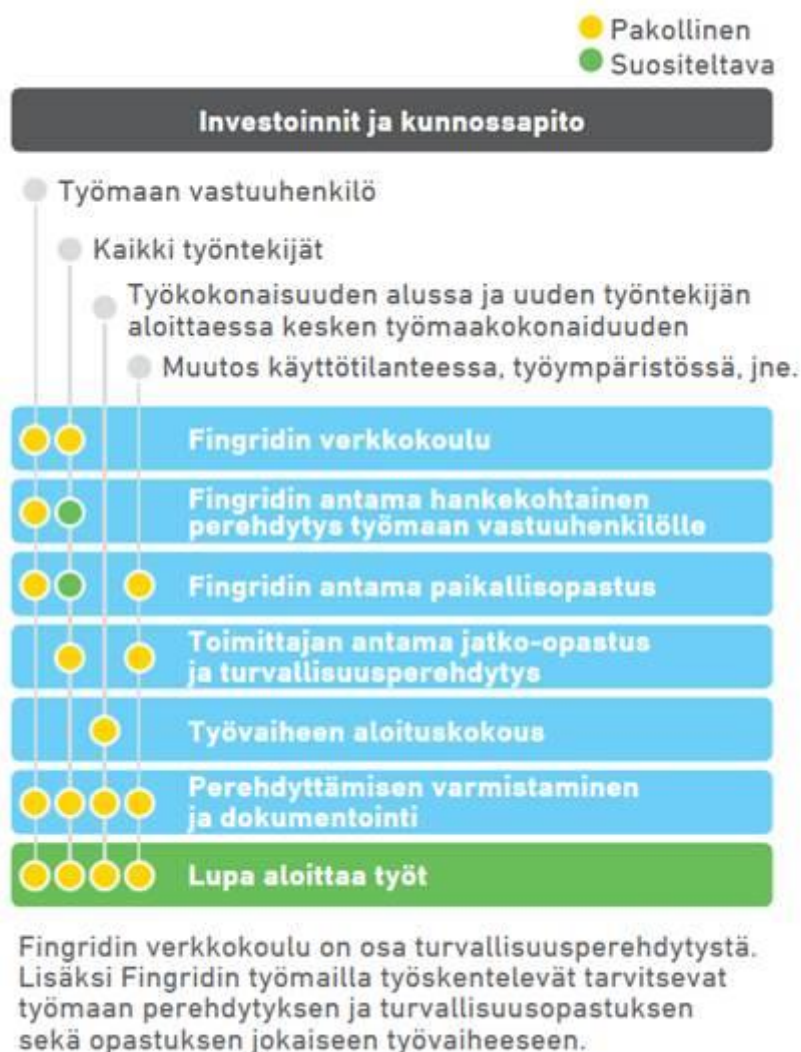 Pakollinen
Suositeltava
Investoinnit ja kunnossapito
Työmaan vastuuhenkilö
Kaikki työntekijät
Työkokonaisuuden alussa ja uuden työntekijän
aloittaessa kesken työmaakokonaiduuden
Muutos käyttötilanteessa, työympäristössä, jne.
Fingridin verkkokoulu
Fingridin antama hankekohtainen
perehdytys työmaan vastuuhenkilölle
Fingridin antama paikallisopastus
Toimittajan antama jatko-opastus
ja turvallisuusperehdytys
Työvaiheen aloituskokous
Perehdyttämisen varmistaminen
ja dokumentointi
Lupa aloittaa työt
Fingridin verkkokoulu on osa turvallisuusperehdytystä.
Lisäksi Fingridin työmailla työskentelevät tarvitsevat
työmaan perehdytyksen ja turvallisuusopastuksen
sekä opastuksen jokaiseen työvaiheeseen.